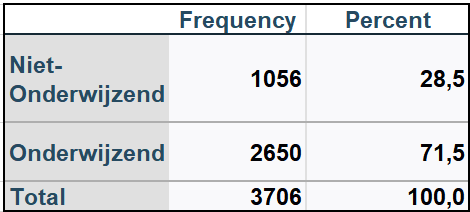 Frequency Percent
Niet-
Onderwijzend 1056 28,5
Onderwijzend 2650 71,5
Total 3706 100,0